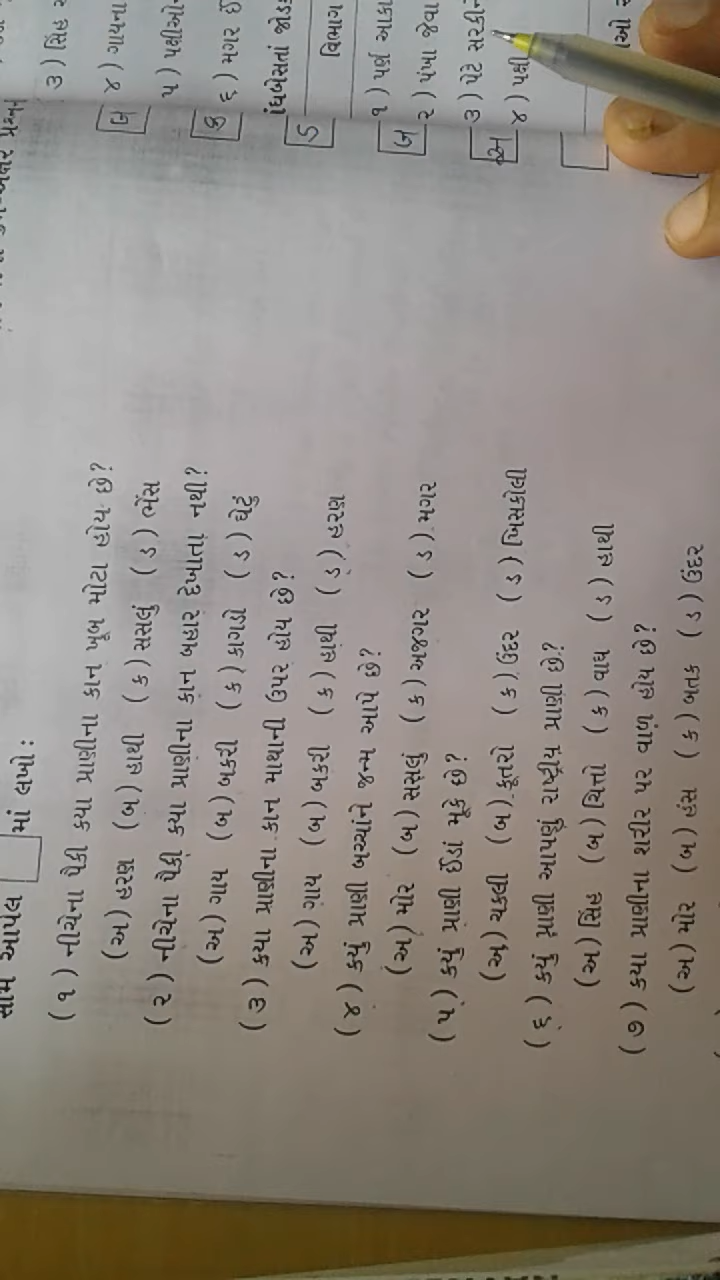 સામે આપેલ માં લખો :
(૧) નીચેના પૈકી કયા પ્રાણીના કાન ખૂબ મોટા હોય છે?
(અ) હરણ (બ) હાથી (ક) સસલું (ડ) ભેંસ
(૨) નીચેના પૈકી કયા પ્રાણીના કાન બહાર દેખાતાં નથી?
(અ) ગાય (બ) બકરી (ક) કાગડો (ડ) ઘેટું
(૩) કયા પ્રાણીના કાન માથાની ઉપર હોય છે?
(અ) ગાય (બ) બકરી (ક) હાથી (ડ) હરણ
(૪) કયું પ્રાણી બચ્ચાંને જન્મ આપે છે?
(અ) મોર (બ) સસલું (ક) અજગર (ડ) મગર
(૫) કયું પ્રાણી ઈંડાં મૂકે છે?
(અ) ચકલી (બ) કૂતરો (ક) ઉંદર (ડ) ખિસકોલી
(૬) કયું પ્રાણી આપણું રાષ્ટ્રીય પ્રાણી છે?
(અ) સિંહ (બ) ચિત્તો (ક) વાઘ (ડ) હાથી
(૭) કયા પ્રાણીના શરીર પર વાળ હોય છે?
(અ) મોર (બ) હંસ (ક) બતક (ડ) ઉંદર
૩) સિંહ
બ ૪) ગાયના
૫) પક્ષીઓ
ક ૬) મગર
ડ
વિભાગ
૧) પર્ણ
બ ૨) પંખા જેવા
૩) પેટે સરકીને
અ ૪) પક્ષી